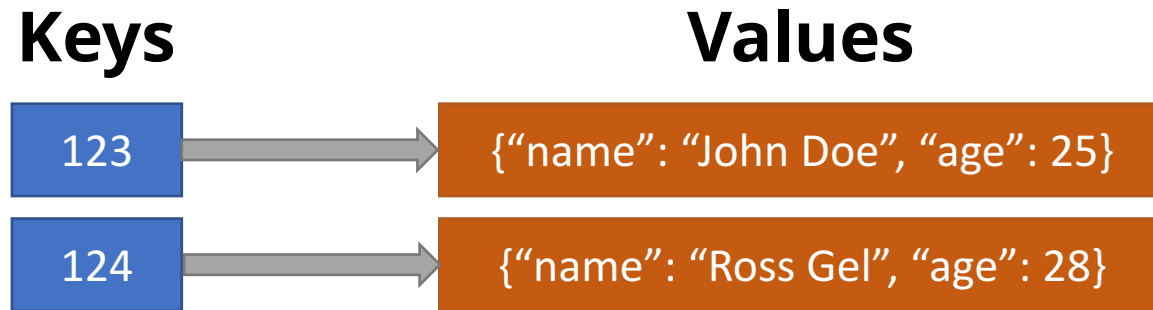 Keys Values
123 {“name”: “John Doe”, “age”: 25}
124 {“name”: “Ross Gel”, “age”: 28}